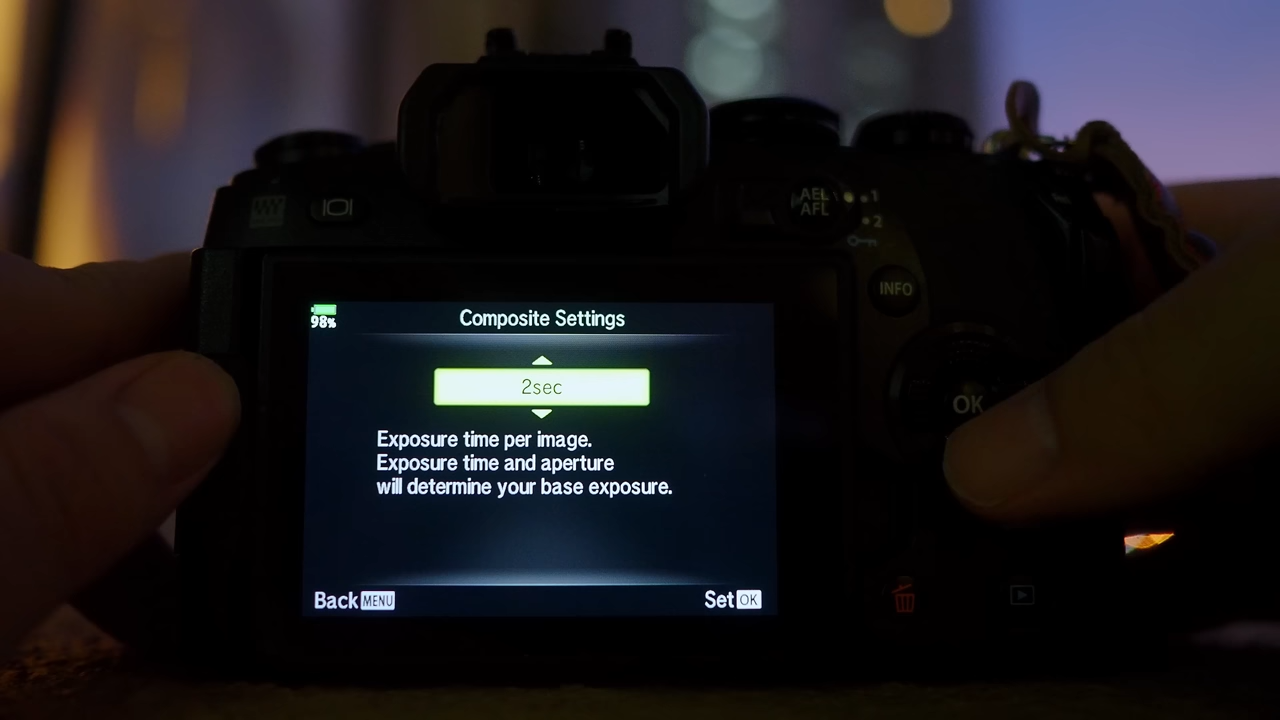 AEL
AFL
1
2
INFO
98%
Composite Settings
2sec
OK
Exposure time per image.
Exposure time and aperture
will determine your base exposure.
Back MENU
Set OK